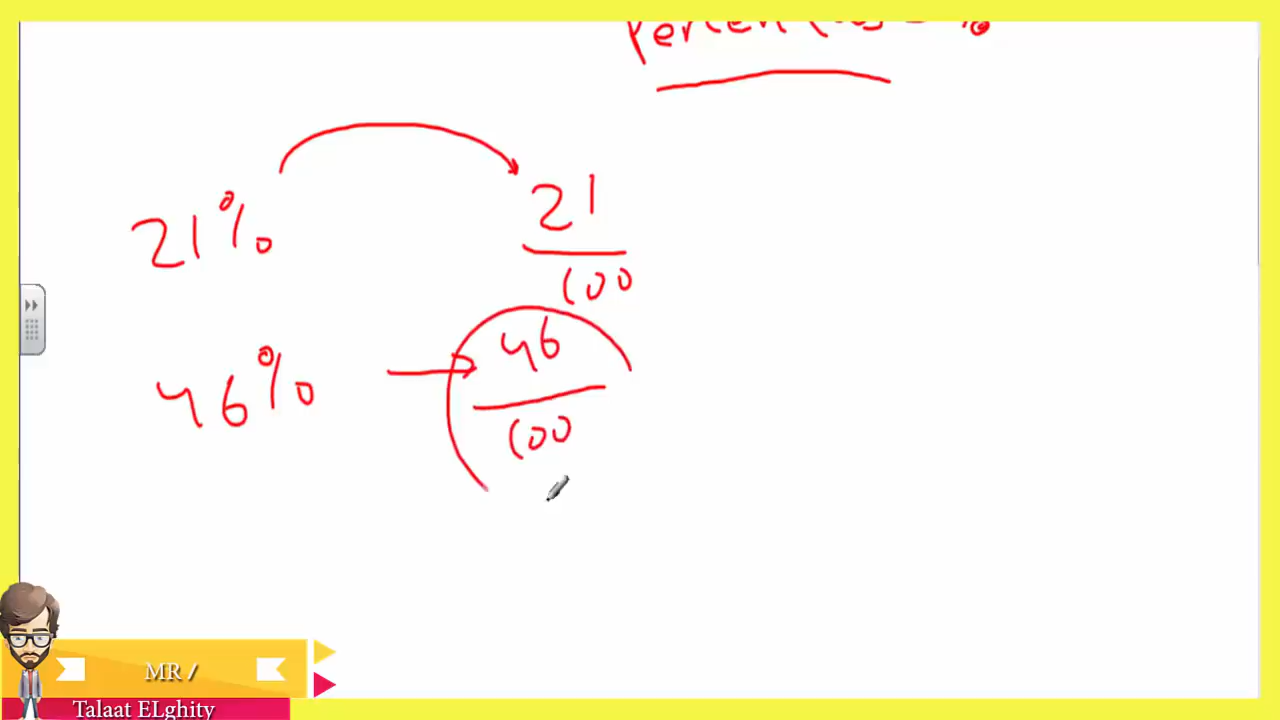 21% 21/100
46% → 46/100
MR /
Talaat ELghity